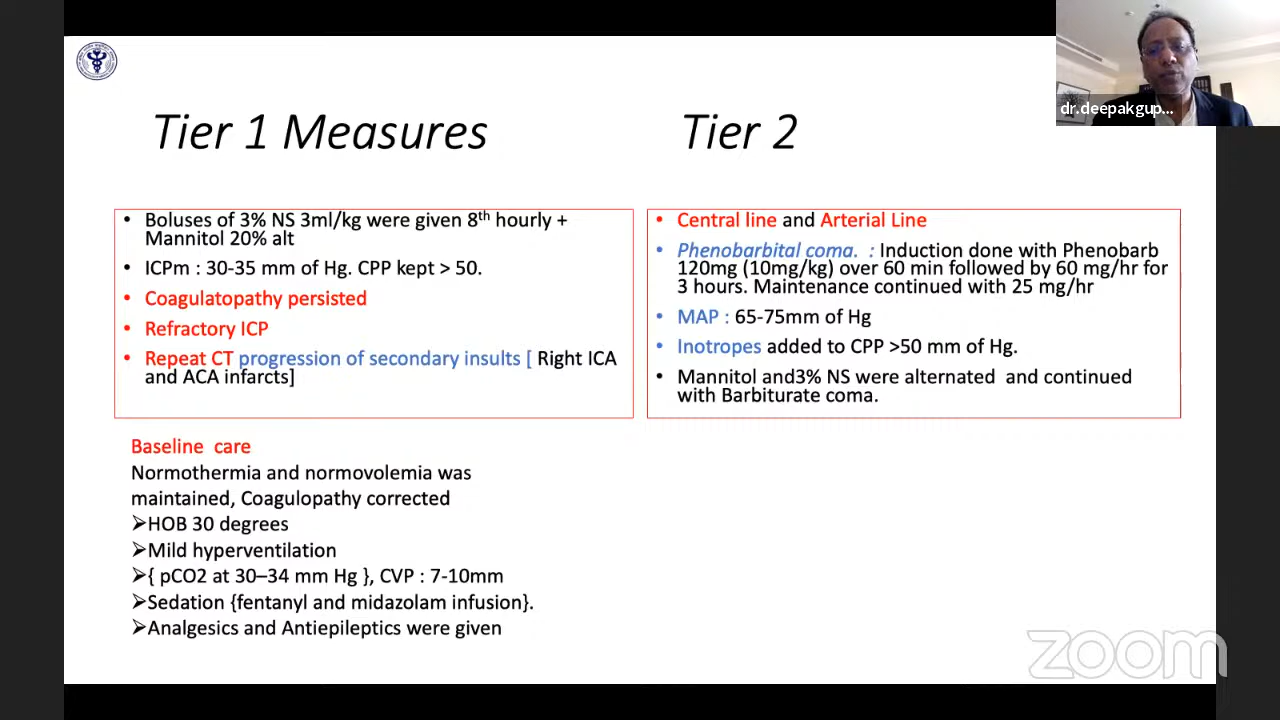 dr.deepakgup...
Tier 1 Measures
• Boluses of 3% NS 3ml/kg were given 8th hourly +
Mannitol 20% alt
• ICPm : 30-35 mm of Hg. CPP kept > 50.
• Coagulatopathy persisted
• Refractory ICP
• Repeat CT progression of secondary insults [ Right ICA
and ACA infarcts]
Baseline care
Normothermia and normovolemia was
maintained, Coagulopathy corrected
➢HOB 30 degrees
➢Mild hyperventilation
➢{ pCO2 at 30–34 mm Hg }, CVP : 7-10mm
➢Sedation {fentanyl and midazolam infusion}.
➢Analgesics and Antiepileptics were given
Tier 2
• Central line and Arterial Line
• Phenobarbital coma. : Induction done with Phenobarb
120mg (10mg/kg) over 60 min followed by 60 mg/hr for
3 hours. Maintenance continued with 25 mg/hr
• MAP : 65-75mm of Hg
• Inotropes added to CPP >50 mm of Hg.
• Mannitol and3% NS were alternated and continued
with Barbiturate coma.
zoom